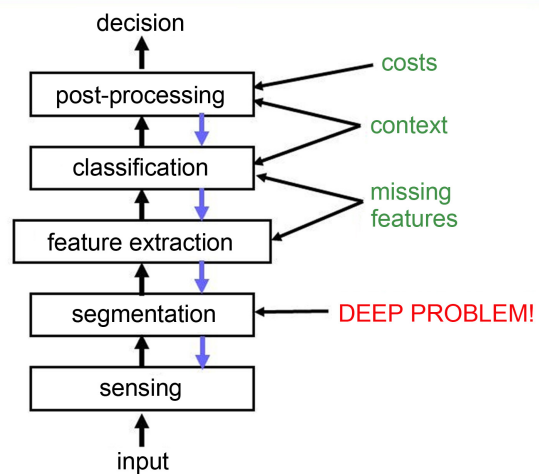 decision
post-processing
costs
context
classification
missing
features
feature extraction
segmentation
DEEP PROBLEM!
sensing
input